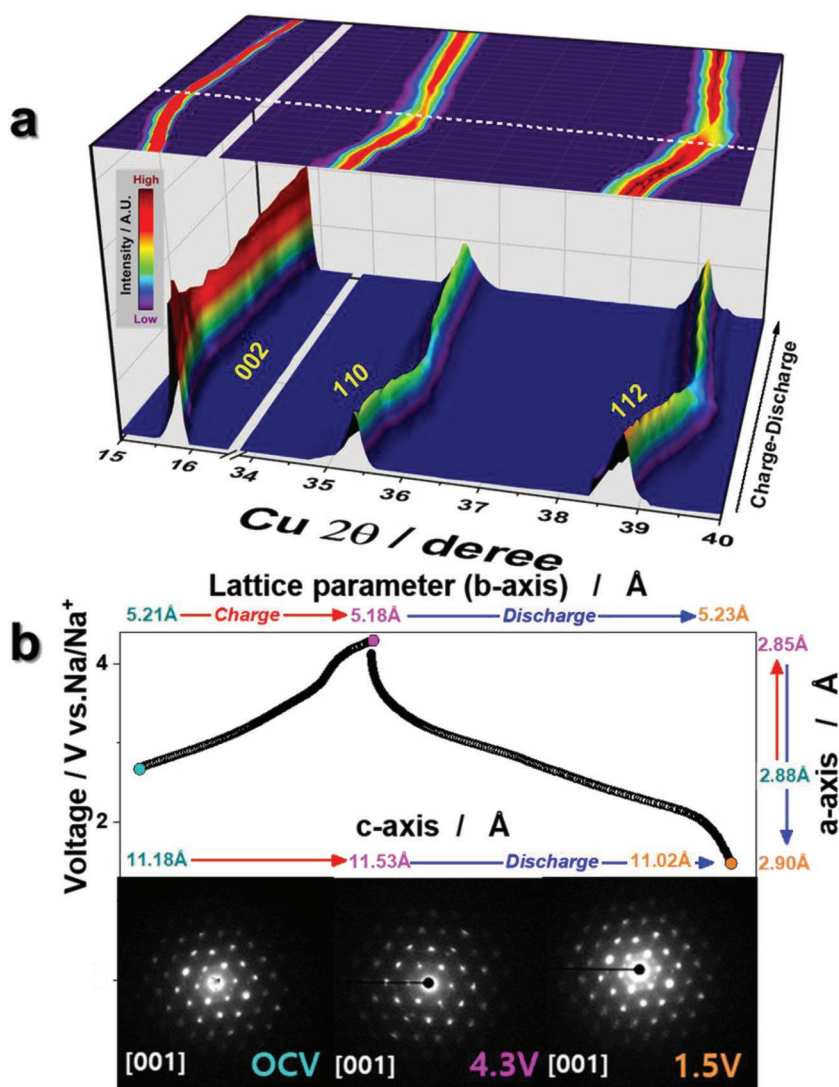 a
High
Intensity / A.U.
Low
002
110
112
Charge-Discharge
15 16 34 35 36 37 38 39 40
Cu 2θ / deree
Lattice parameter (b-axis) / Å
5.21Å Charge 5.18Å Discharge 5.23Å
b
4
2
Voltage / V vs.Na/Na+
2.85Å
2.88Å
2.90Å
a-axis / Å
c-axis / Å
11.18Å 11.53Å Discharge 11.02Å
[001] OCV
[001] 4.3V
[001] 1.5V